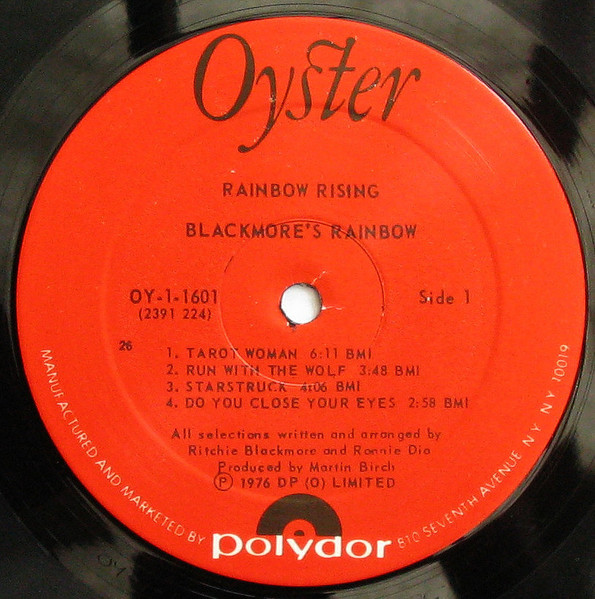 Oyster
RAINBOW RISING
BLACKMORE'S RAINBOW
OY-1-1601
(2391 224)
Side 1
26
1. TAROT WOMAN 6:11 BMI
2. RUN WITH THE WOLF 3:48 BMI
3. STARSTRUCK 4:06 BMI
4. DO YOU CLOSE YOUR EYES 2:58 BMI
All selections written and arranged by
Ritchie Blackmore and Ronnie Dio
Produced by Martin Birch
Ⓟ 1976 DP (O) LIMITED
MANUFACTURED AND MARKETED BY polydor 810 SEVENTH AVENUE N Y N Y 10019